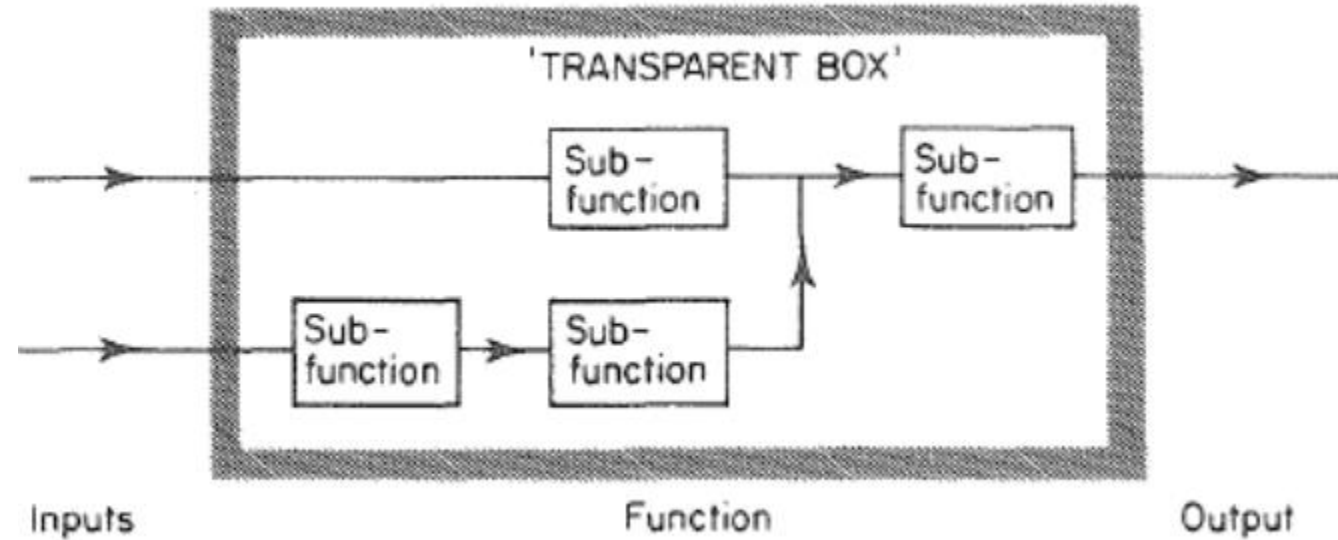 'TRANSPARENT BOX'
Sub-
function
Sub-
function
Sub-
function
Sub-
function
Inputs
Function
Output